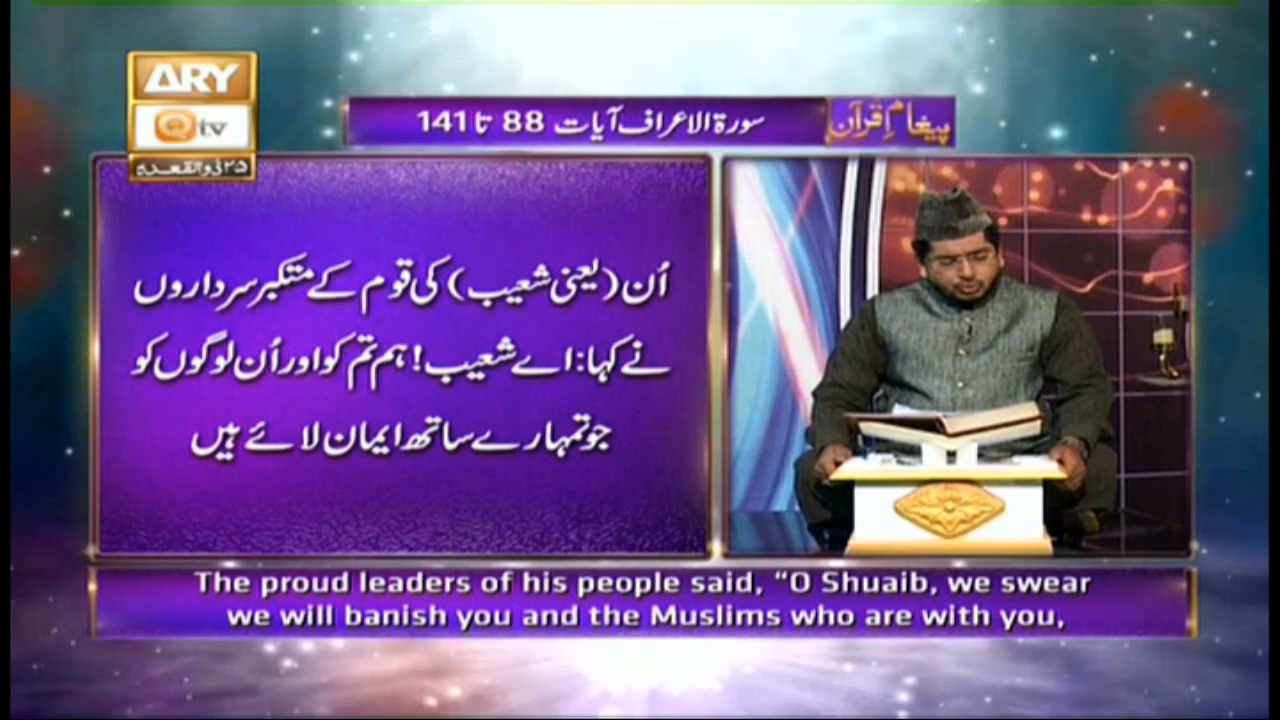 ARY
Qtv
۲۵ ذوالقعدہ
پیغامِ قرآن
سورۃ الاعراف آیات 88 تا 141
اُن (یعنی شعیب) کی قوم کے متکبر سرداروں
نے کہا: اے شعیب! ہم تم کو اور اُن لوگوں کو
جو تمہارے ساتھ ایمان لائے ہیں
The proud leaders of his people said, “O Shuaib, we swear
we will banish you and the Muslims who are with you,